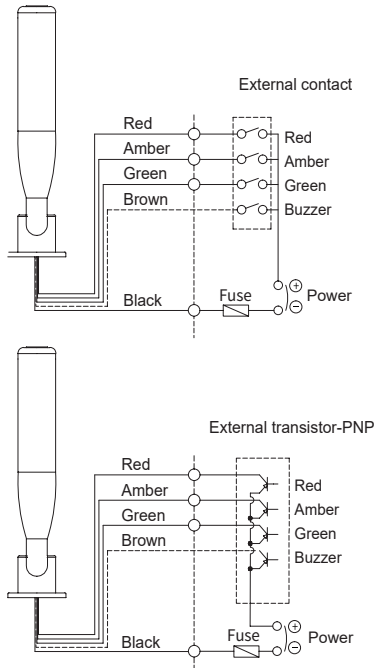 External contact
Red
Red
Amber
Amber
Green
Green
Brown
Buzzer
Black
Fuse
+
Power
−
External transistor-PNP
Red
Red
Amber
Amber
Green
Green
Brown
Buzzer
Black
Fuse
+
Power
−